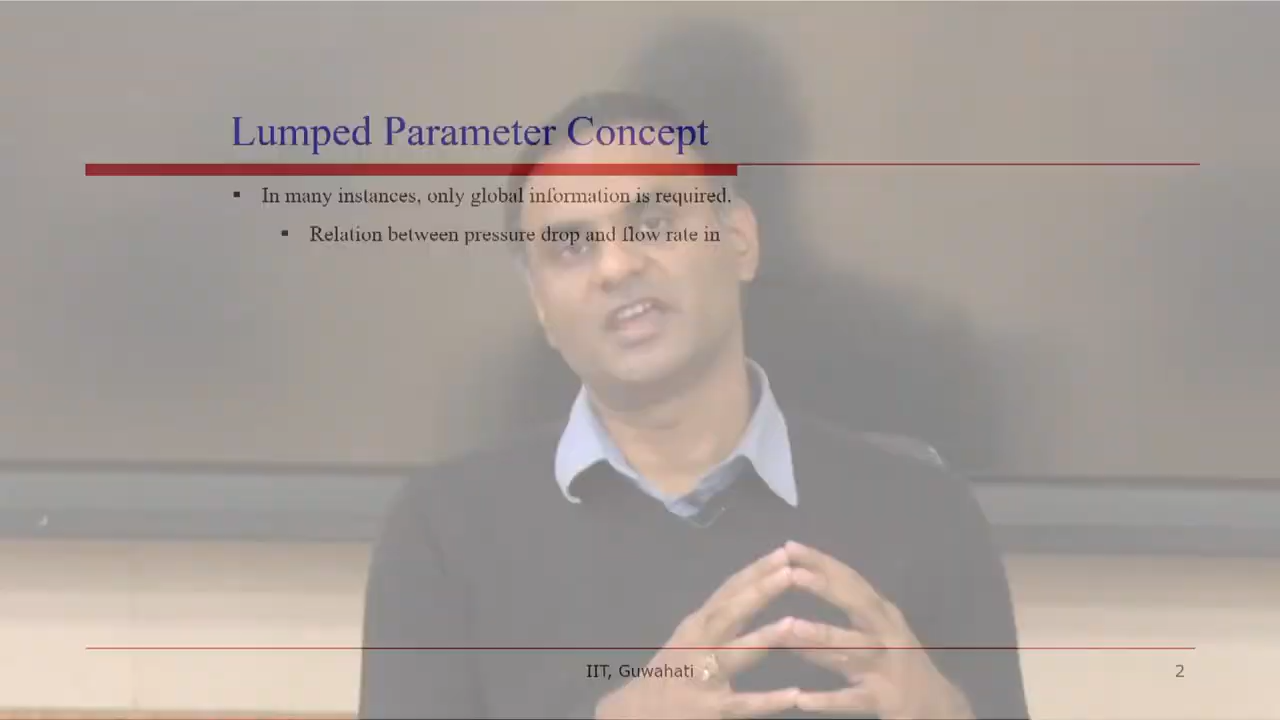 Lumped Parameter Concept
▪ In many instances, only global information is required.
▪ Relation between pressure drop and flow rate in
IIT, Guwahati
2